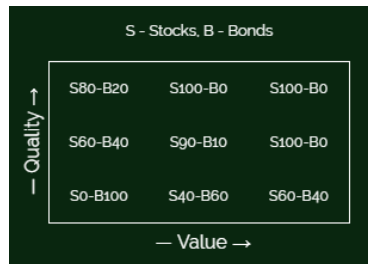 S - Stocks, B - Bonds
S80-B20 S100-B0 S100-B0
S60-B40 S90-B10 S100-B0
S0-B100 S40-B60 S60-B40
— Quality →
— Value →